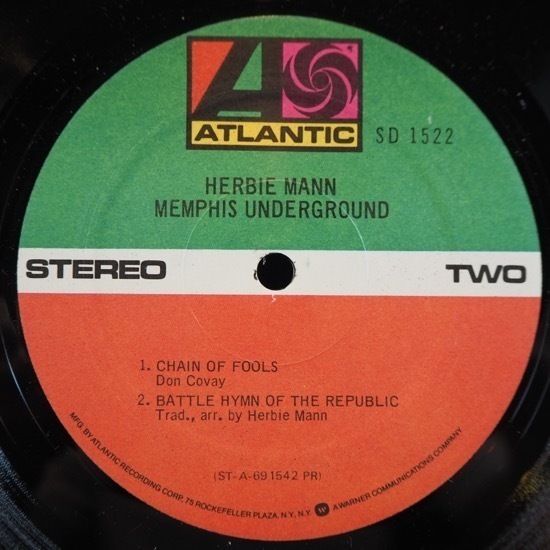 ATLANTIC
SD 1522
HERBIE MANN
MEMPHIS UNDERGROUND
STEREO
TWO
1. CHAIN OF FOOLS
Don Covay
2. BATTLE HYMN OF THE REPUBLIC
Trad., arr. by Herbie Mann
(ST-A-691542 PR)
MFG. BY ATLANTIC RECORDING CORP. 75 ROCKEFELLER PLAZA, N.Y., N.Y. A WARNER COMMUNICATIONS COMPANY